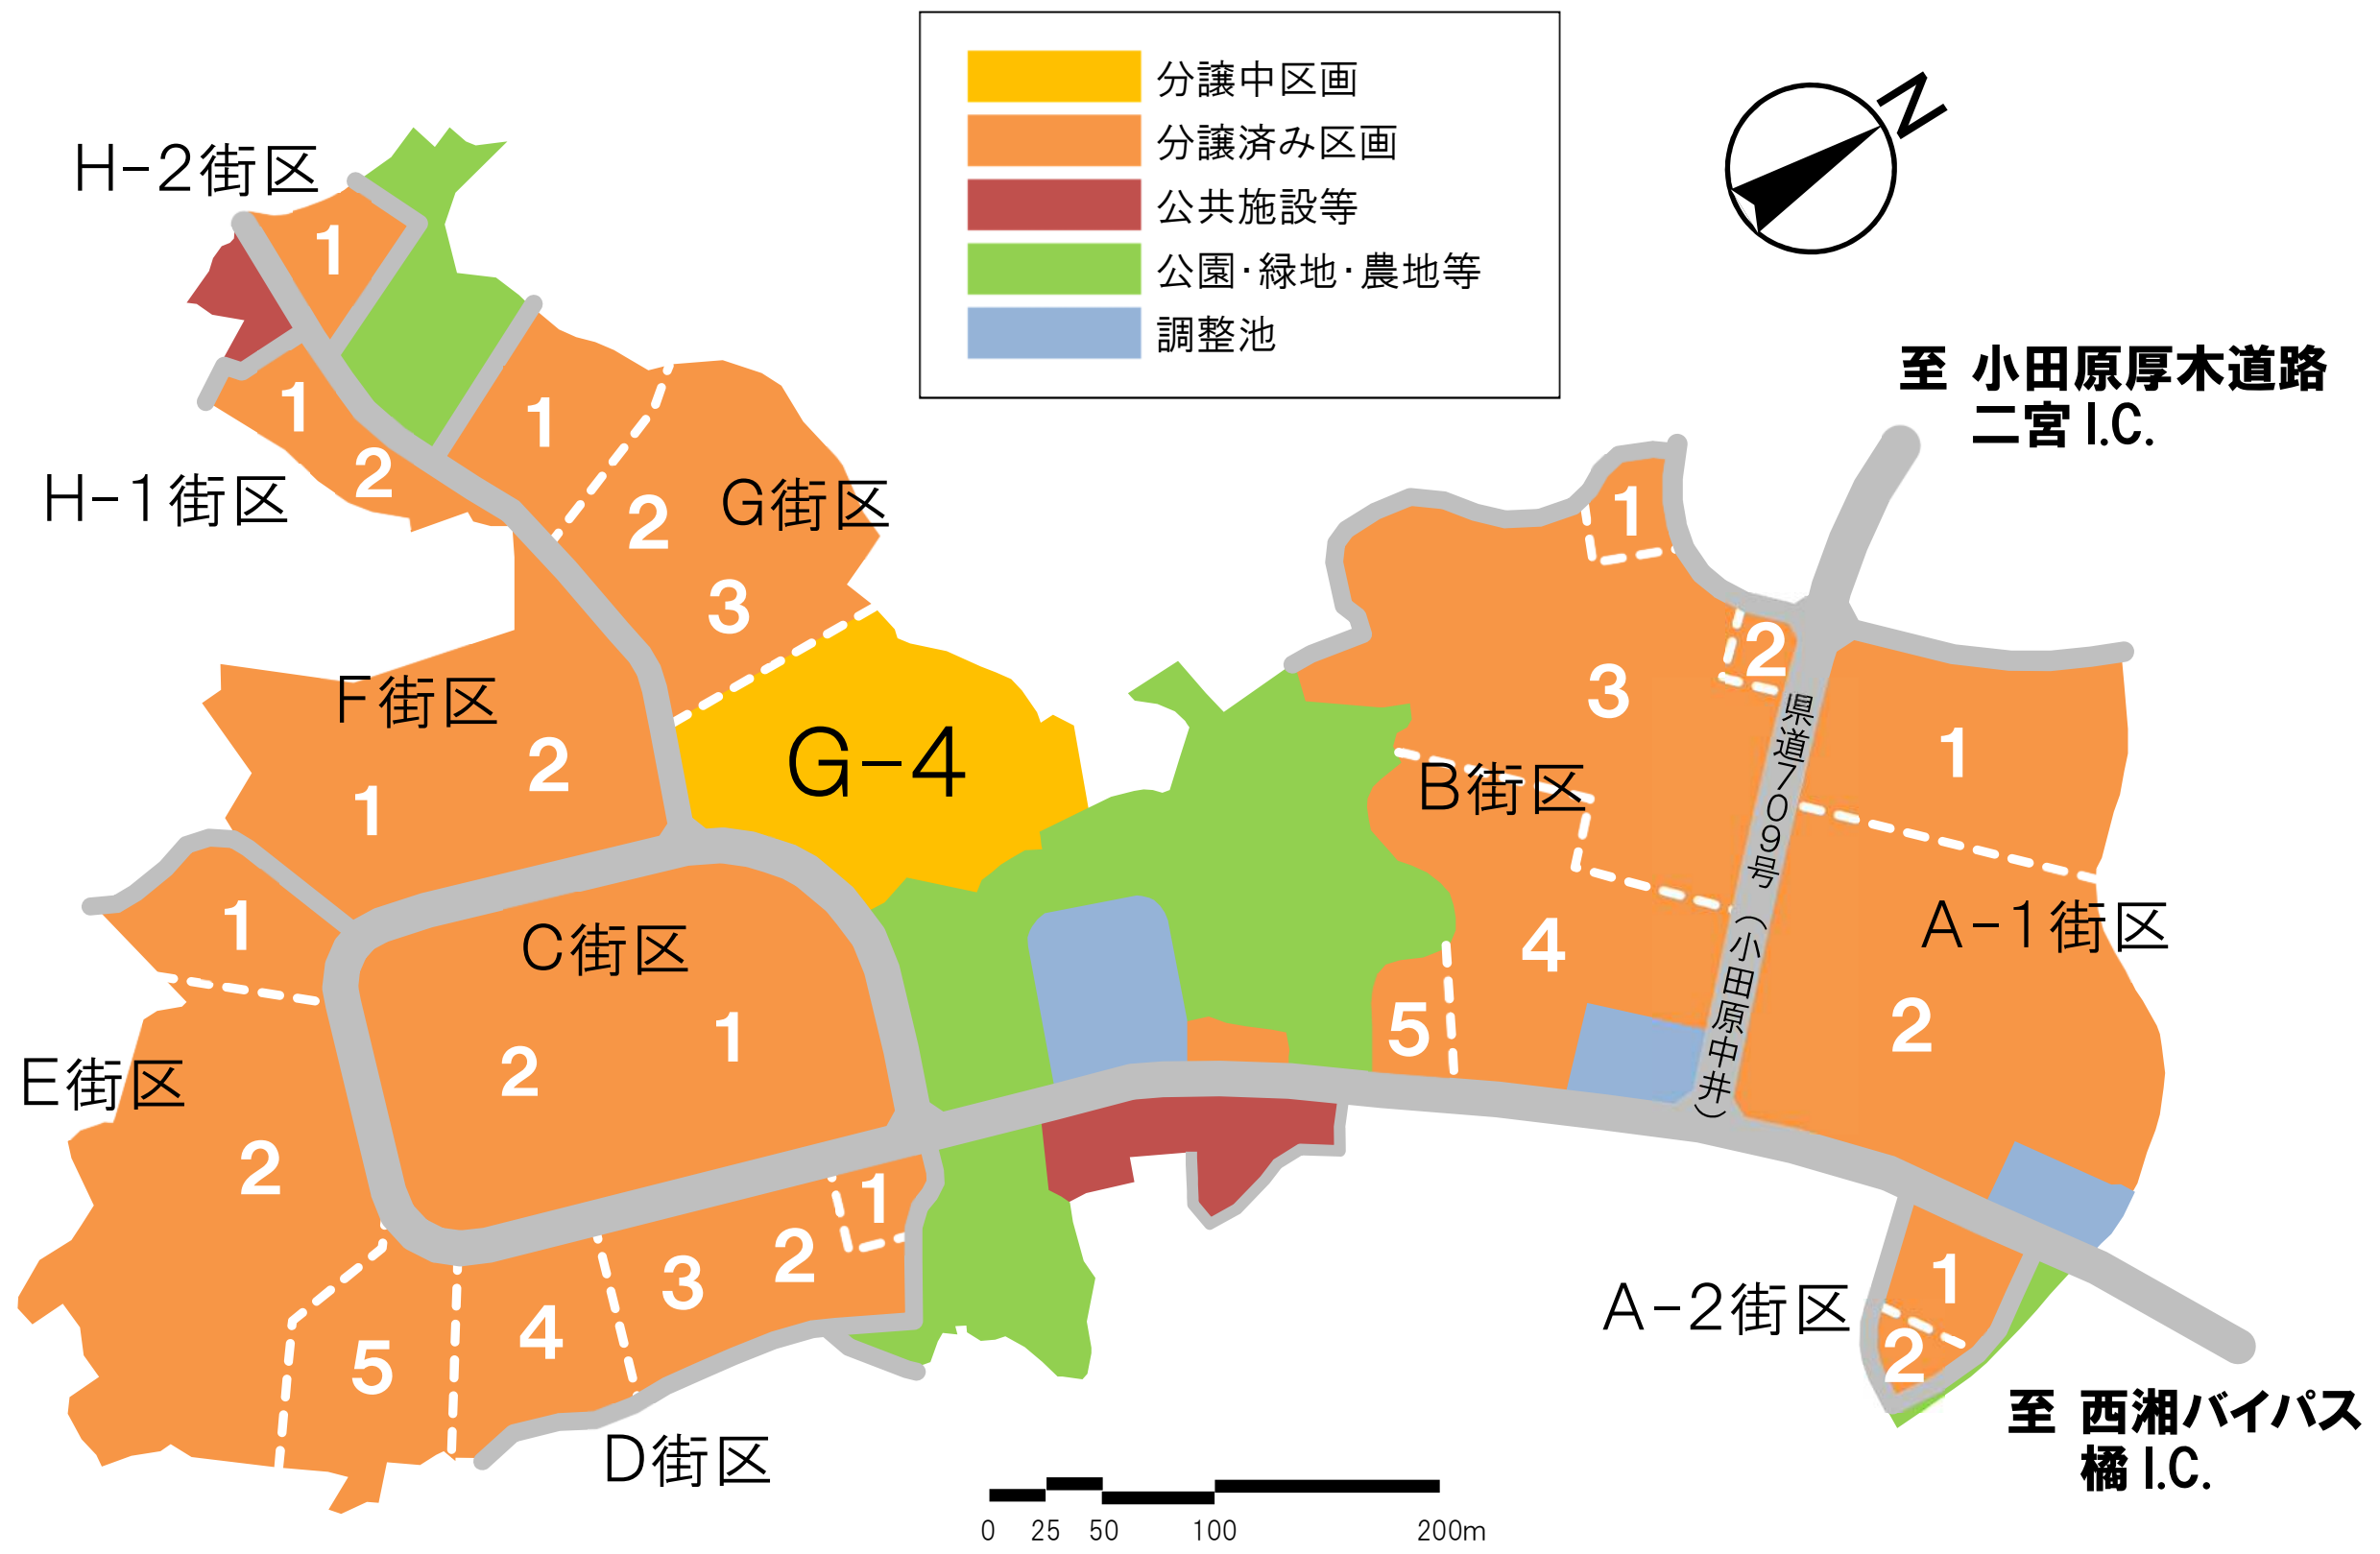 分譲中区画
分譲済み区画
公共施設等
公園・緑地・農地等
調整池
N
至 小田原厚木道路
二宮 I.C.
H-2街区
1
H-1街区
1
2
G街区
1
2
3
G-4
F街区
1
2
C街区
1
2
E街区
1
2
D街区
1
2
3
4
5
B街区
1
2
3
4
5
県道709号（小田原中井）
A-1街区
1
2
A-2街区
1
2
至 西湘バイパス
橘 I.C.
0 25 50 100 200m